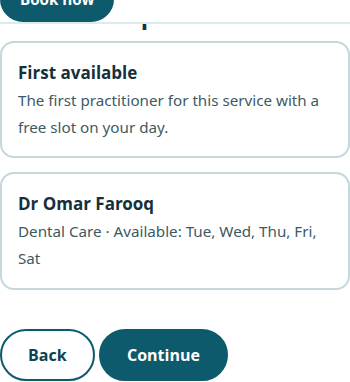 Book now
First available
The first practitioner for this service with a
free slot on your day.
Dr Omar Farooq
Dental Care · Available: Tue, Wed, Thu, Fri,
Sat
Back
Continue